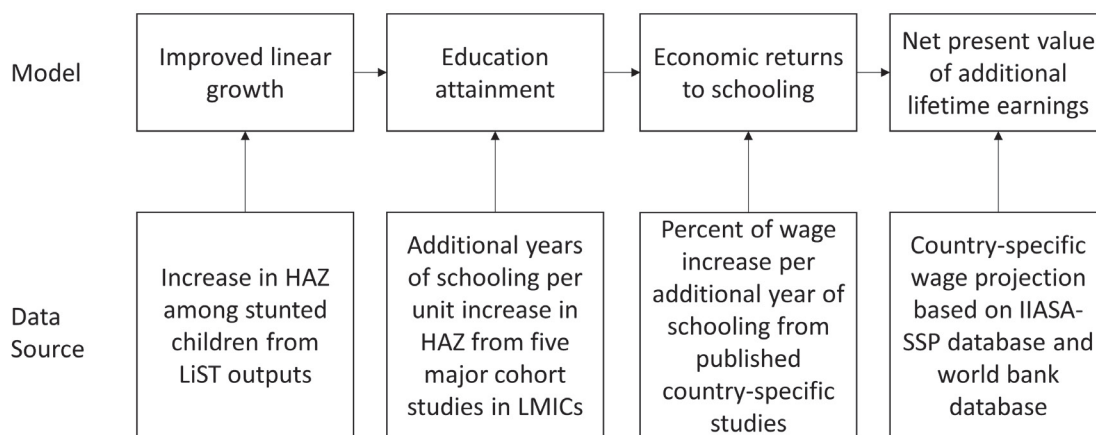 Model
Improved linear
growth
Education
attainment
Economic returns
to schooling
Net present value
of additional
lifetime earnings
Data
Source
Increase in HAZ
among stunted
children from
LiST outputs
Additional years
of schooling per
unit increase in
HAZ from five
major cohort
studies in LMICs
Percent of wage
increase per
additional year of
schooling from
published
country-specific
studies
Country-specific
wage projection
based on IIASA-
SSP database and
world bank
database